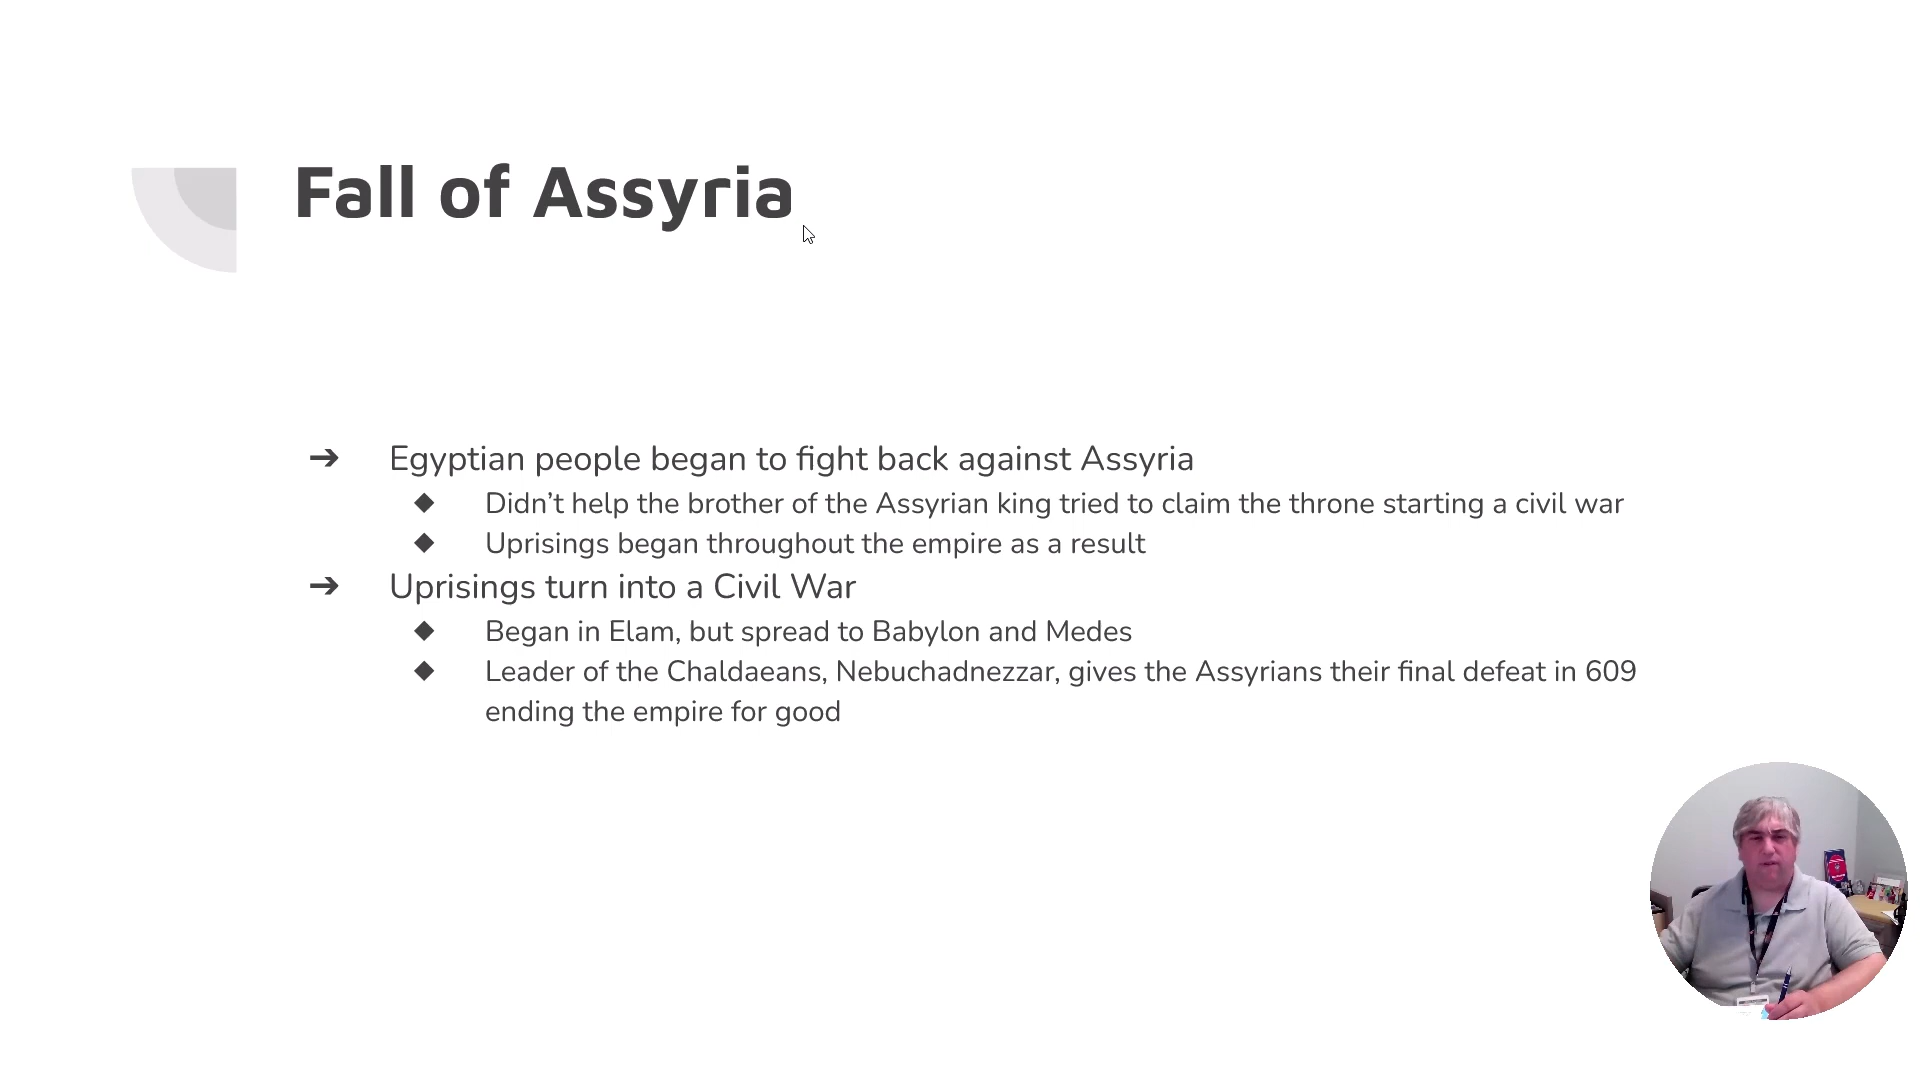 Fall of Assyria
➔ Egyptian people began to fight back against Assyria
◆ Didn’t help the brother of the Assyrian king tried to claim the throne starting a civil war
◆ Uprisings began throughout the empire as a result
➔ Uprisings turn into a Civil War
◆ Began in Elam, but spread to Babylon and Medes
◆ Leader of the Chaldaeans, Nebuchadnezzar, gives the Assyrians their final defeat in 609
ending the empire for good